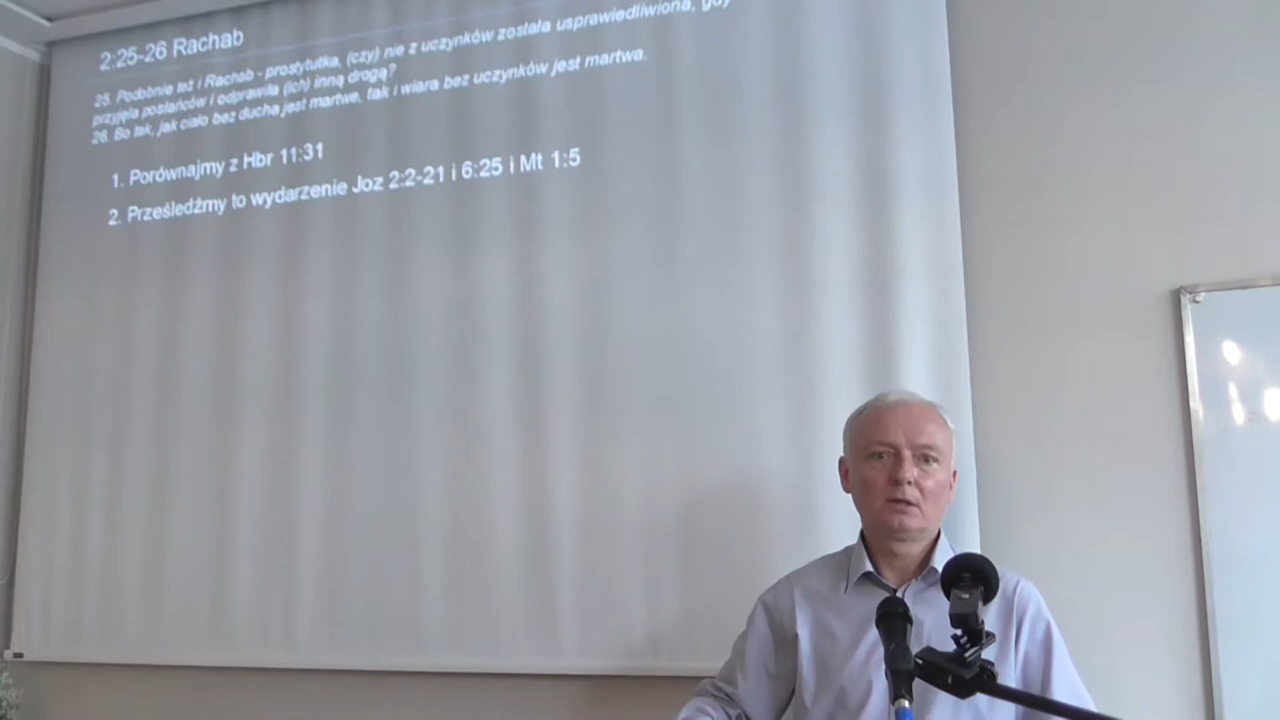 2:25-26 Rachab
25. Podobnie też i Rachab - prostytutka, (czy) nie z uczynków została usprawiedliwiona, gdy
przyjęła posłańców i odprawiła (ich) inną drogą?
26. Bo tak, jak ciało bez ducha jest martwe, tak i wiara bez uczynków jest martwa.
1. Porównajmy z Hbr 11:31
2. Prześledźmy to wydarzenie Joz 2:2-21 i 6:25 i Mt 1:5